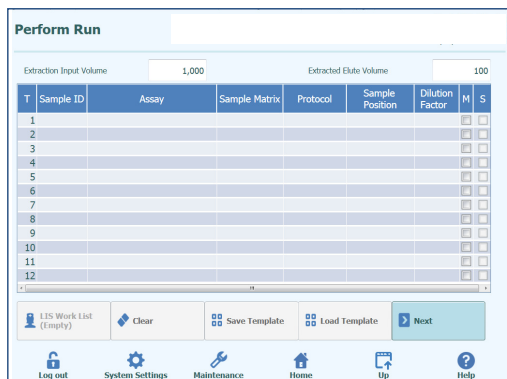 Perform Run
Extraction Input Volume 1,000 Extracted Elute Volume 100
T Sample ID Assay Sample Matrix Protocol Sample Position Dilution Factor M S
1
2
3
4
5
6
7
8
9
10
11
12
LIS Work List (Empty) Clear Save Template Load Template Next
Log out System Settings Maintenance Home Up Help